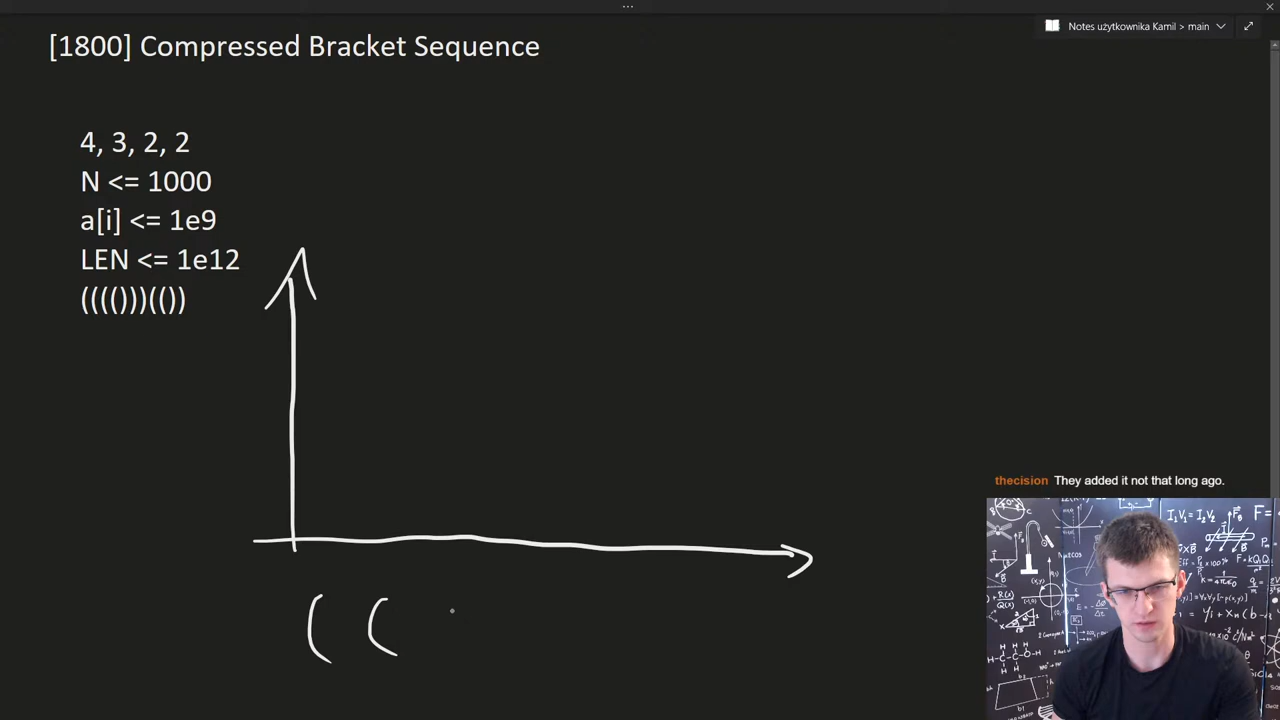 Notes użytkownika Kamil > main
[1800] Compressed Bracket Sequence
4, 3, 2, 2
N <= 1000
a[i] <= 1e9
LEN <= 1e12
(((()))(())
thecision They added it not that long ago.
( (